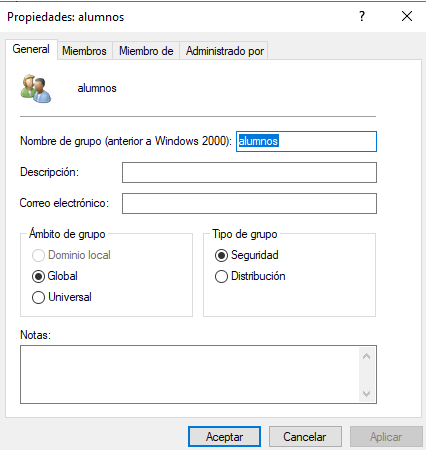 Propiedades: alumnos
General Miembros Miembro de Administrado por
alumnos
Nombre de grupo (anterior a Windows 2000): alumnos
Descripción:
Correo electrónico:
Ámbito de grupo Tipo de grupo
Dominio local Seguridad
Global Distribución
Universal
Notas:
Aceptar Cancelar Aplicar